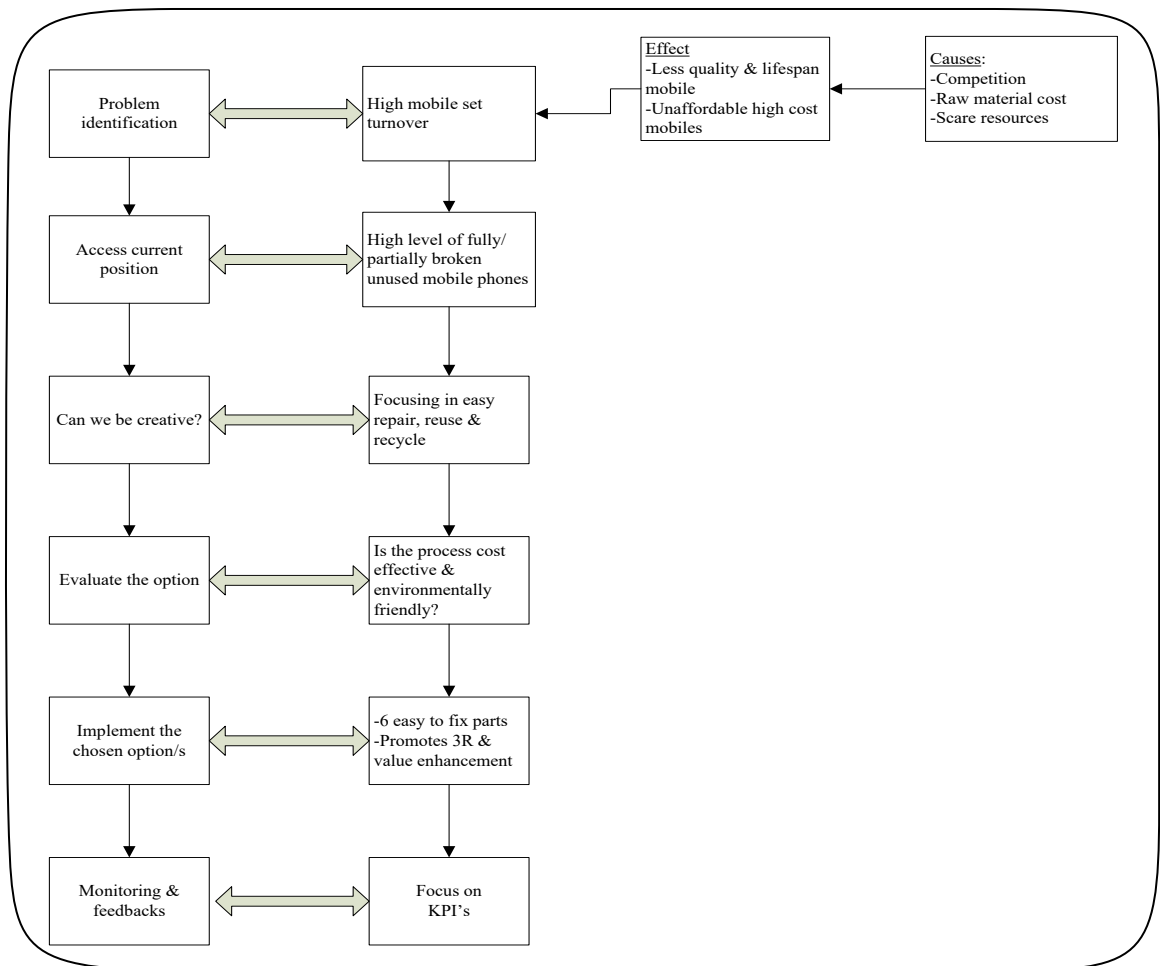 Effect
-Less quality & lifespan
mobile
-Unaffordable high cost
mobiles
Causes:
-Competition
-Raw material cost
-Scare resources
Problem
identification
High mobile set
turnover
Access current
position
High level of fully/
partially broken
unused mobile phones
Can we be creative?
Focusing in easy
repair, reuse &
recycle
Evaluate the option
Is the process cost
effective &
environmentally
friendly?
Implement the
chosen option/s
-6 easy to fix parts
-Promotes 3R &
value enhancement
Monitoring &
feedbacks
Focus on
KPI's